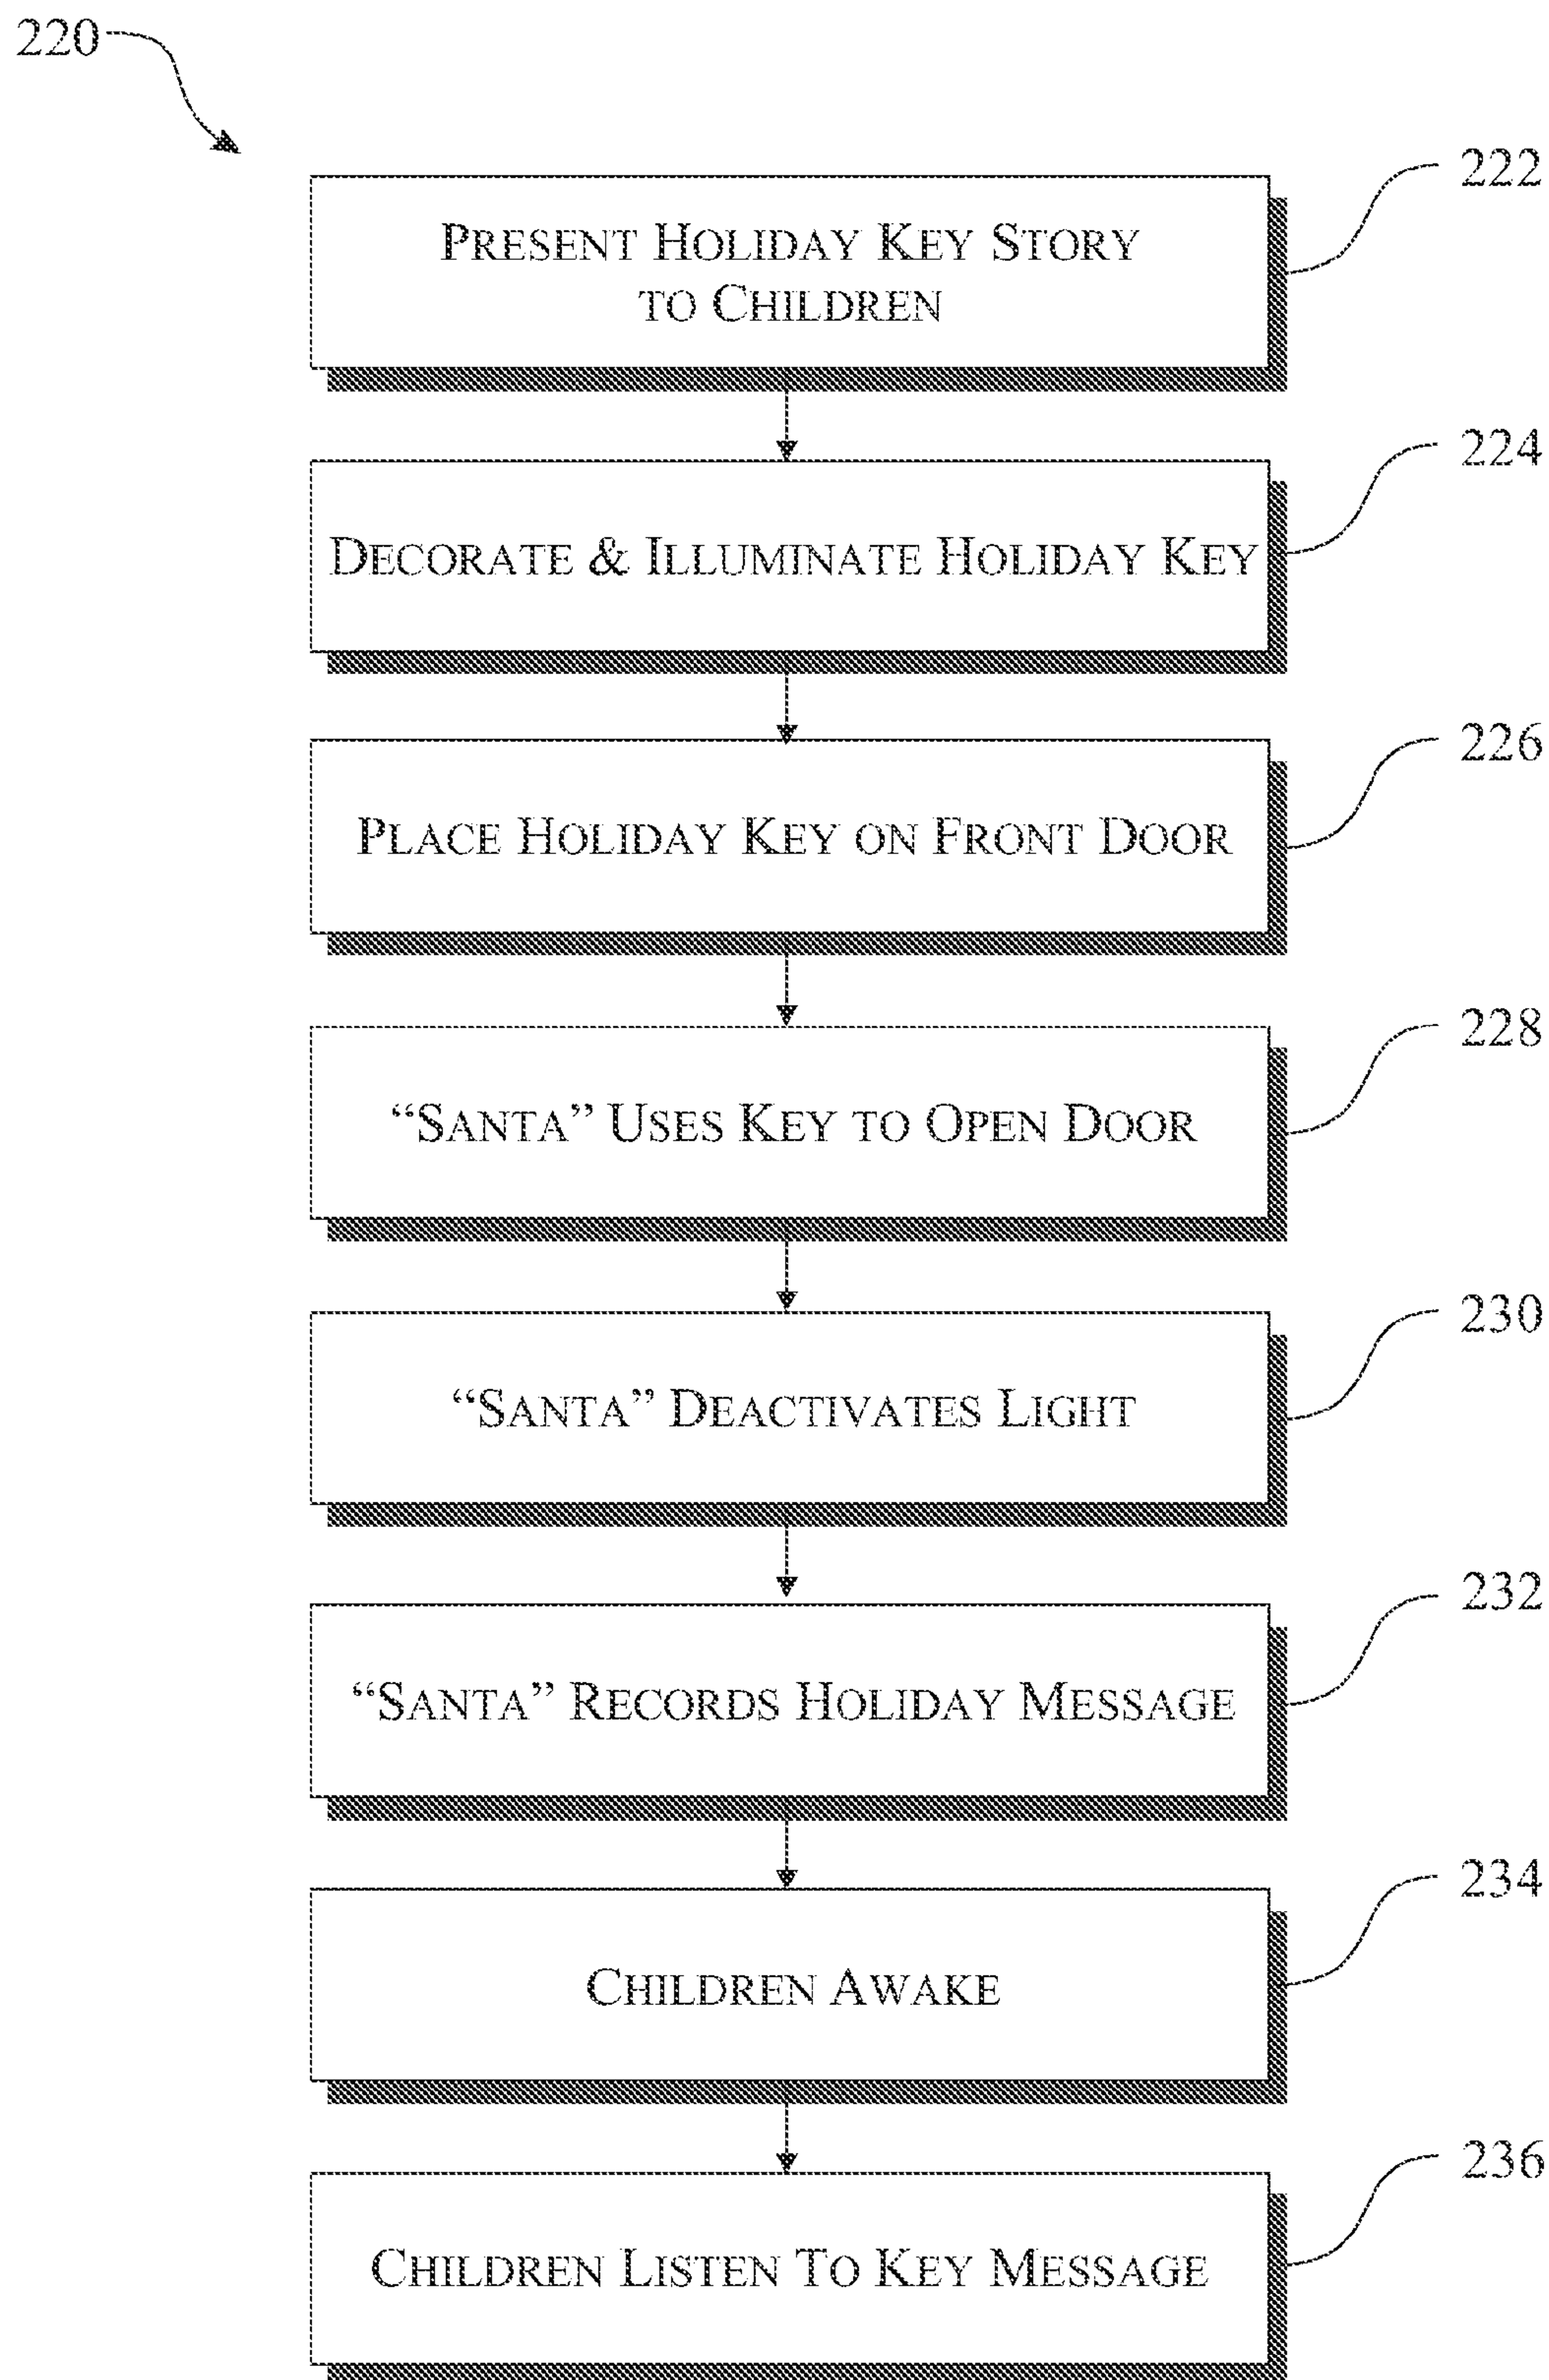 220
222
PRESENT HOLIDAY KEY STORY
TO CHILDREN
224
DECORATE & ILLUMINATE HOLIDAY KEY
226
PLACE HOLIDAY KEY ON FRONT DOOR
228
“SANTA” USES KEY TO OPEN DOOR
230
“SANTA” DEACTIVATES LIGHT
232
“SANTA” RECORDS HOLIDAY MESSAGE
234
CHILDREN AWAKE
236
CHILDREN LISTEN TO KEY MESSAGE